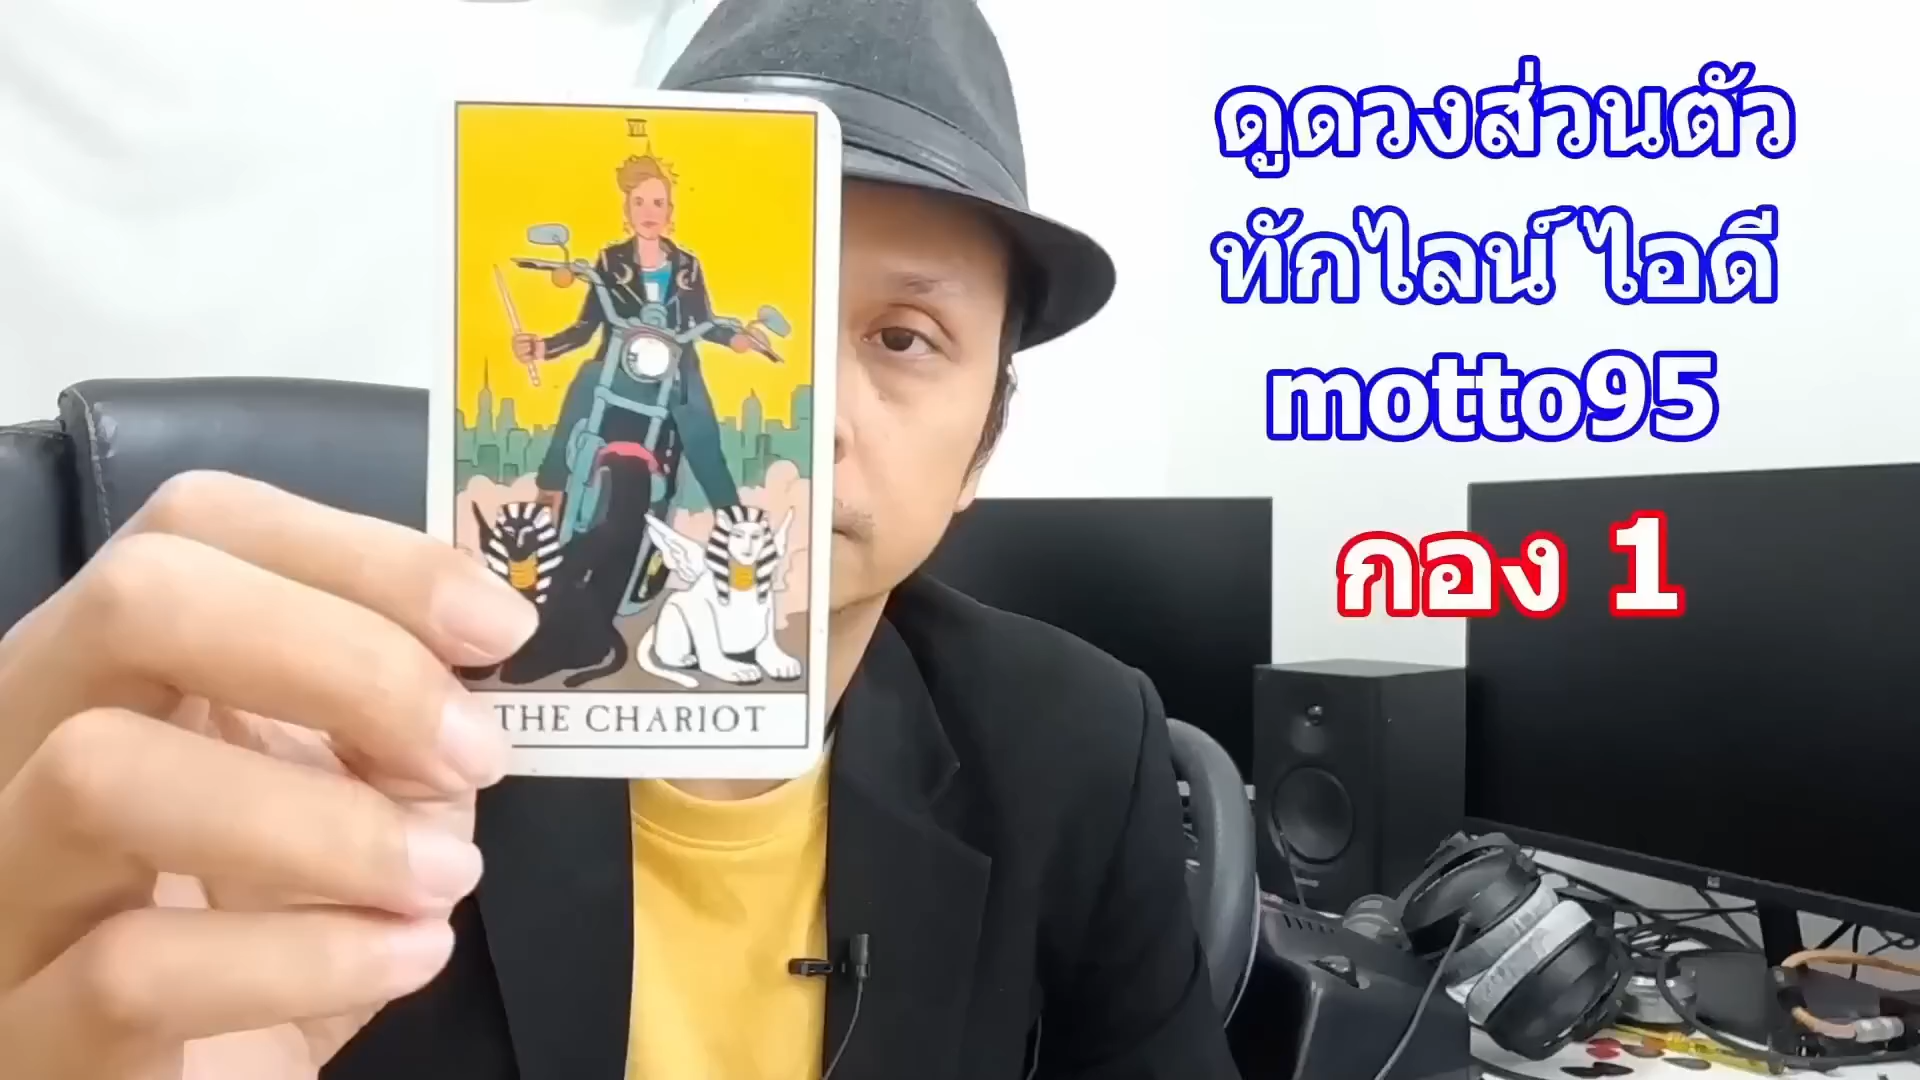 VII
THE CHARIOT
ดูดวงส่วนตัว
ทักไลน์ ไอดี
motto95
กอง 1